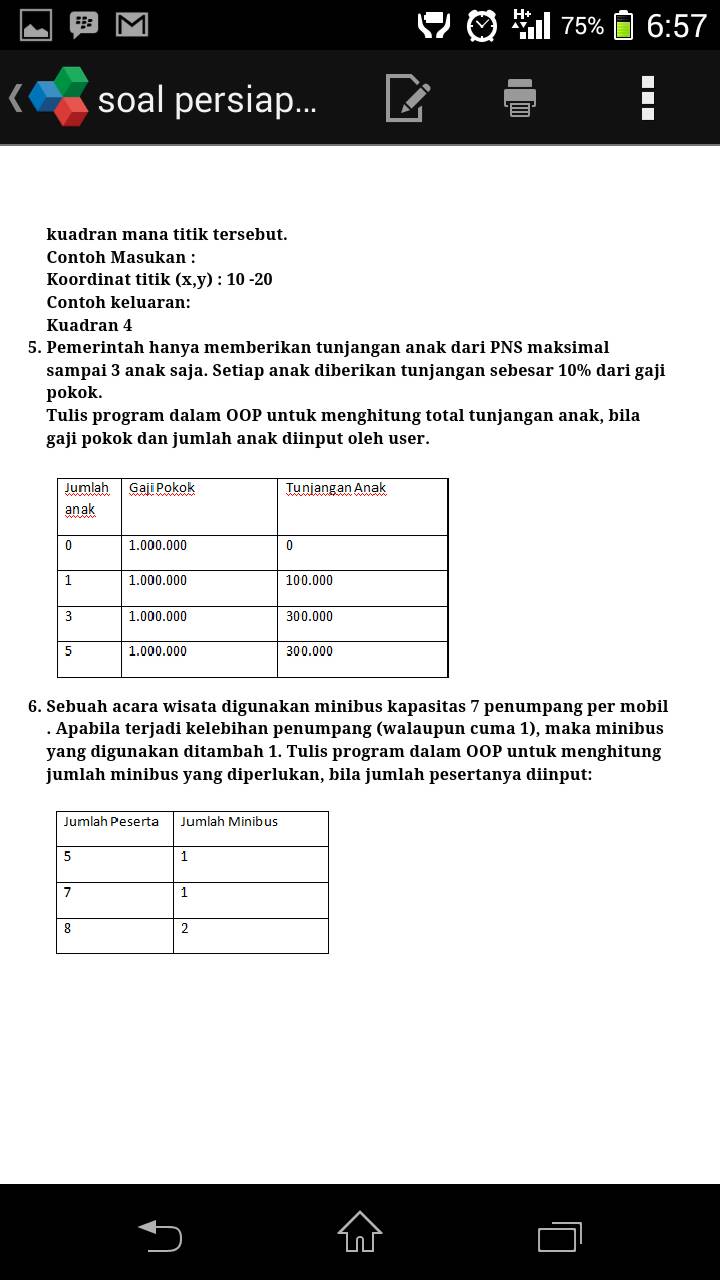 75% 6:57
soal persiap...
kuadran mana titik tersebut.
Contoh Masukan :
Koordinat titik (x,y) : 10 -20
Contoh keluaran:
Kuadran 4
5. Pemerintah hanya memberikan tunjangan anak dari PNS maksimal
sampai 3 anak saja. Setiap anak diberikan tunjangan sebesar 10% dari gaji
pokok.
Tulis program dalam OOP untuk menghitung total tunjangan anak, bila
gaji pokok dan jumlah anak diinput oleh user.
Jumlah anak Gaji Pokok Tunjangan Anak
0 1.000.000 0
1 1.000.000 100.000
3 1.000.000 300.000
5 1.000.000 300.000
6. Sebuah acara wisata digunakan minibus kapasitas 7 penumpang per mobil
. Apabila terjadi kelebihan penumpang (walaupun cuma 1), maka minibus
yang digunakan ditambah 1. Tulis program dalam OOP untuk menghitung
jumlah minibus yang diperlukan, bila jumlah pesertanya diinput:
Jumlah Peserta Jumlah Minibus
5 1
7 1
8 2